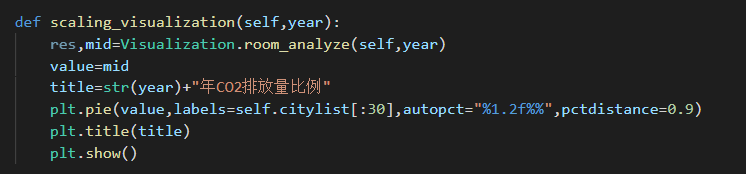 def scaling_visualization(self,year):
    res,mid=Visualization.room_analyze(self,year)
    value=mid
    title=str(year)+"年CO2排放量比例"
    plt.pie(value,labels=self.citylist[:30],autopct="%1.2f%%",pctdistance=0.9)
    plt.title(title)
    plt.show()